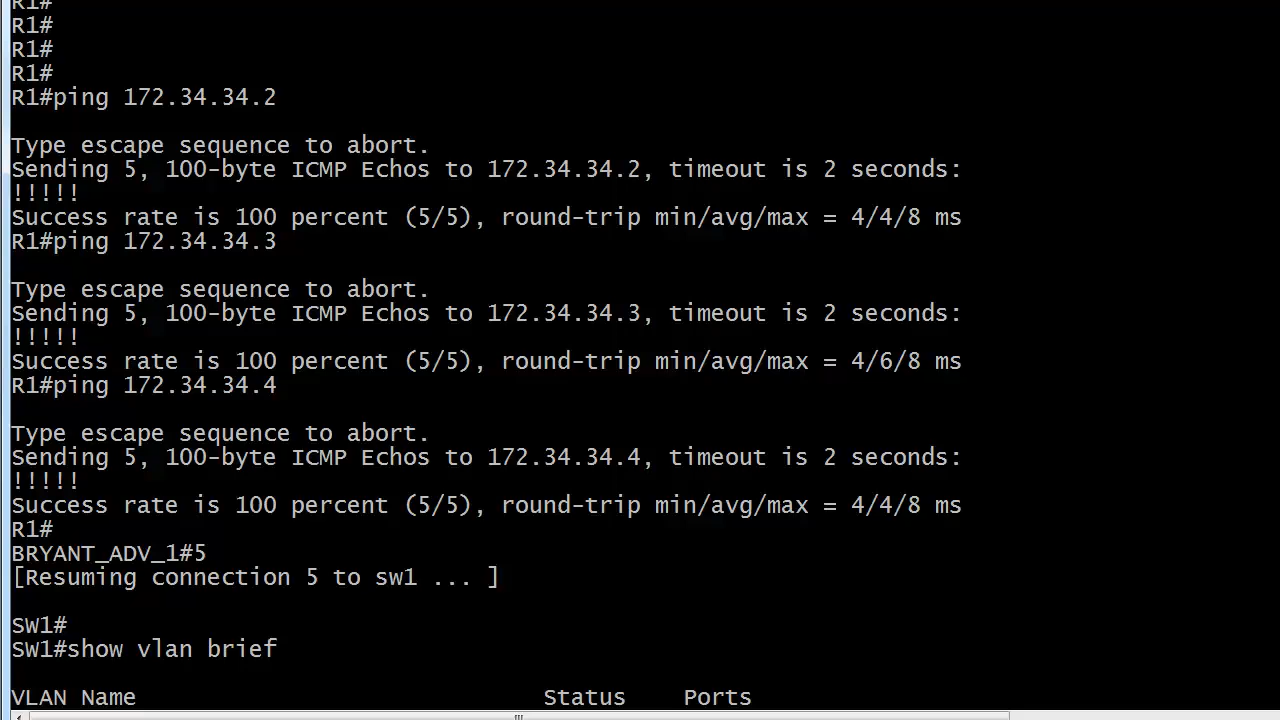 R1#
R1#
R1#
R1#
R1#ping 172.34.34.2
Type escape sequence to abort.
Sending 5, 100-byte ICMP Echos to 172.34.34.2, timeout is 2 seconds:
!!!!!
Success rate is 100 percent (5/5), round-trip min/avg/max = 4/4/8 ms
R1#ping 172.34.34.3
Type escape sequence to abort.
Sending 5, 100-byte ICMP Echos to 172.34.34.3, timeout is 2 seconds:
!!!!!
Success rate is 100 percent (5/5), round-trip min/avg/max = 4/6/8 ms
R1#ping 172.34.34.4
Type escape sequence to abort.
Sending 5, 100-byte ICMP Echos to 172.34.34.4, timeout is 2 seconds:
!!!!!
Success rate is 100 percent (5/5), round-trip min/avg/max = 4/4/8 ms
R1#
BRYANT_ADV_1#5
[Resuming connection 5 to sw1 ... ]
SW1#
SW1#show vlan brief
VLAN Name Status Ports